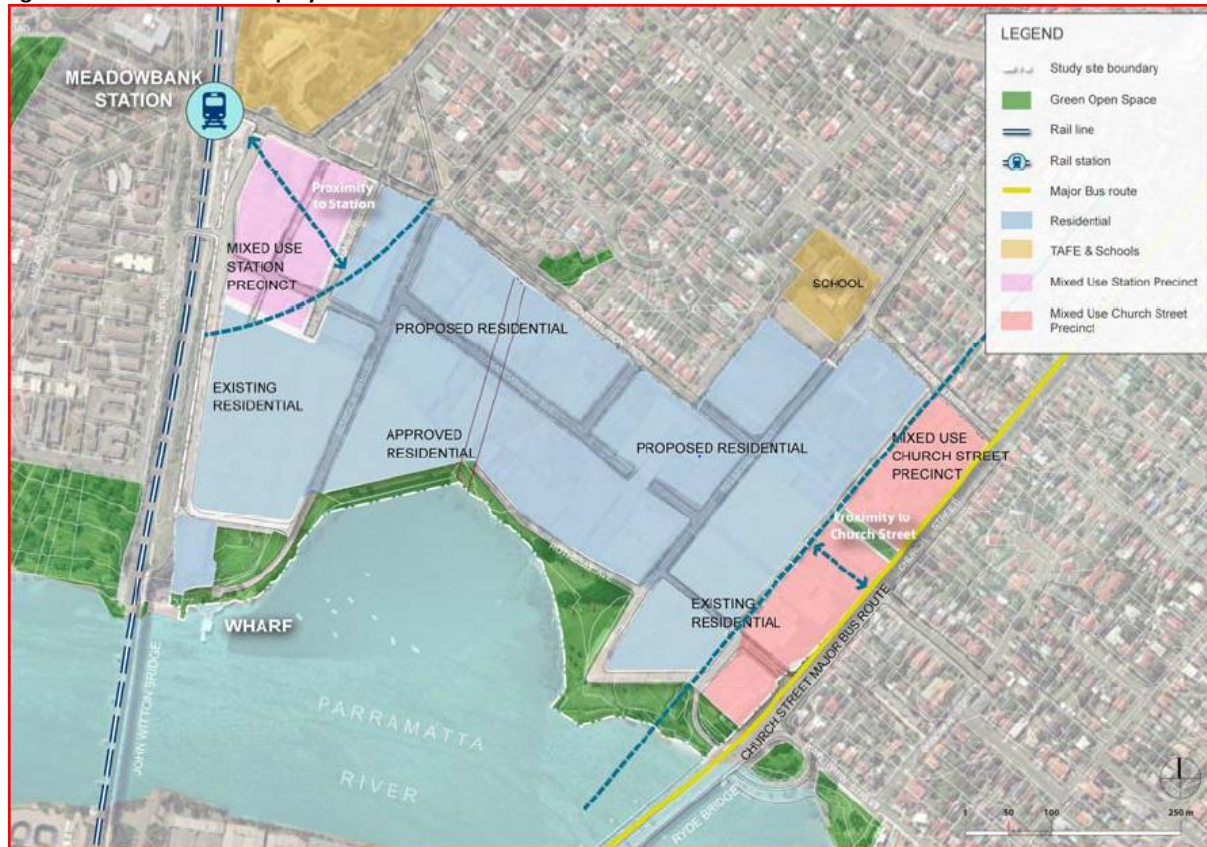 MEADOWBANK
STATION
Proximity
to Station
MIXED USE
STATION
PRECINCT
PROPOSED RESIDENTIAL
EXISTING
RESIDENTIAL
APPROVED
RESIDENTIAL
PROPOSED RESIDENTIAL
SCHOOL
MIXED USE
CHURCH STREET
PRECINCT
Proximity to
Church Street
EXISTING
RESIDENTIAL
WHARF
JOHN WITTON BRIDGE
PARRAMATTA
RIVER
CHURCH STREET MAJOR BUS ROUTE
RYDE BRIDGE
LEGEND
Study site boundary
Green Open Space
Rail line
Rail station
Major Bus route
Residential
TAFE & Schools
Mixed Use Station Precinct
Mixed Use Church Street
Precinct
1 50 100 250 m